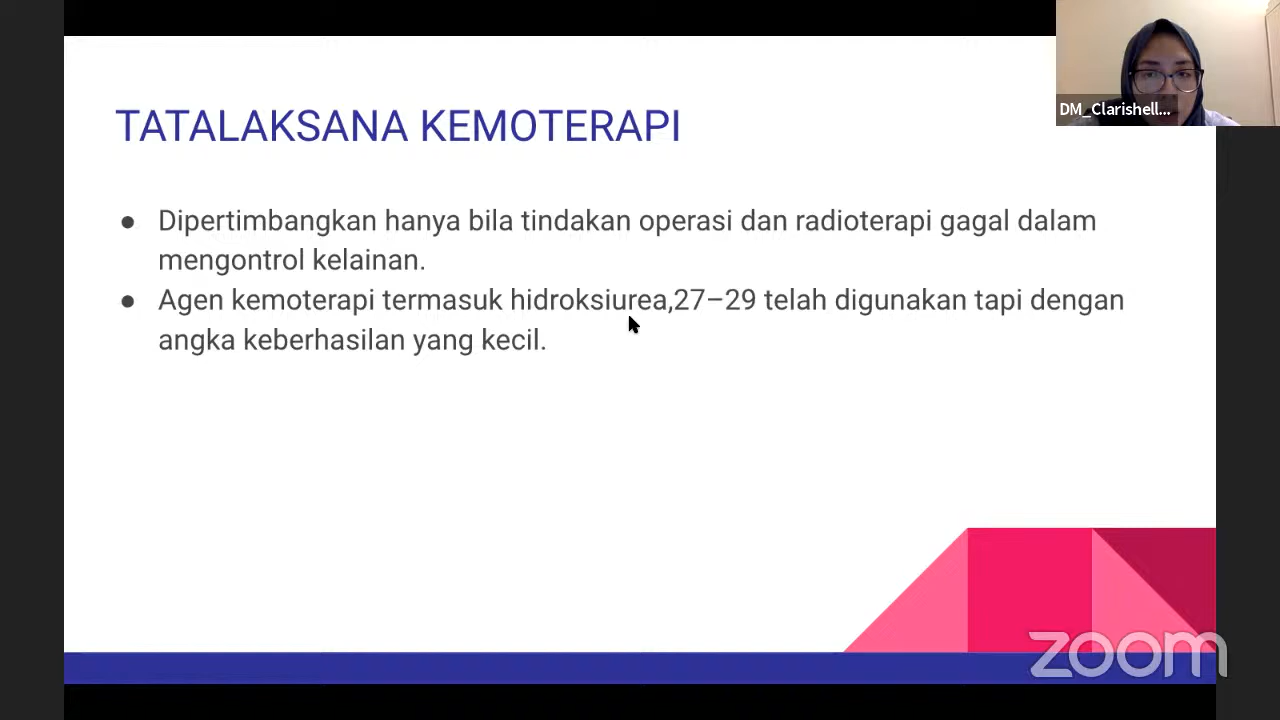 TATALAKSANA KEMOTERAPI
● Dipertimbangkan hanya bila tindakan operasi dan radioterapi gagal dalam
mengontrol kelainan.
● Agen kemoterapi termasuk hidroksiurea,27–29 telah digunakan tapi dengan
angka keberhasilan yang kecil.
DM_Clarishell...
zoom